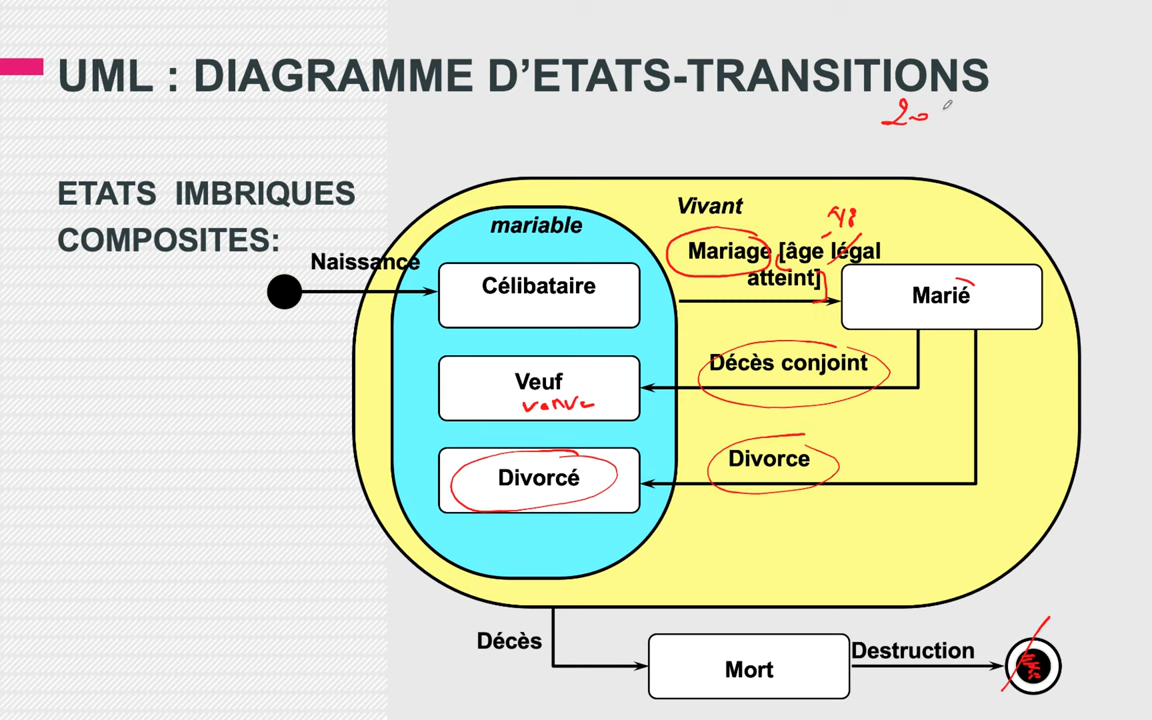 UML : DIAGRAMME D’ETATS-TRANSITIONS
ETATS IMBRIQUES
COMPOSITES:
Vivant
mariable
Mariage [âge légal
atteint]
Naissance
Célibataire
Marié
Décès conjoint
Veuf
veuve
Divorce
Divorcé
Décès
Mort
Destruction